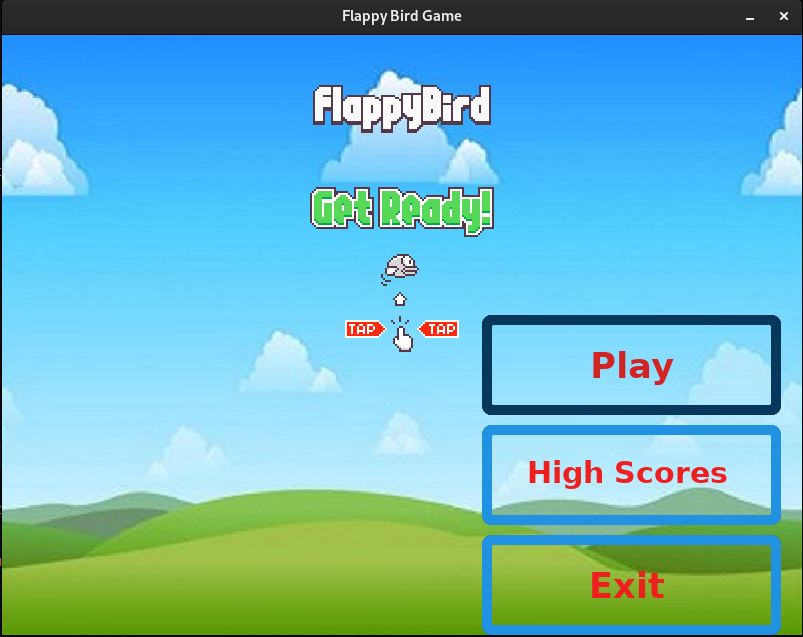 Flappy Bird Game
FlappyBird
Get Ready!
TAP TAP
Play
High Scores
Exit